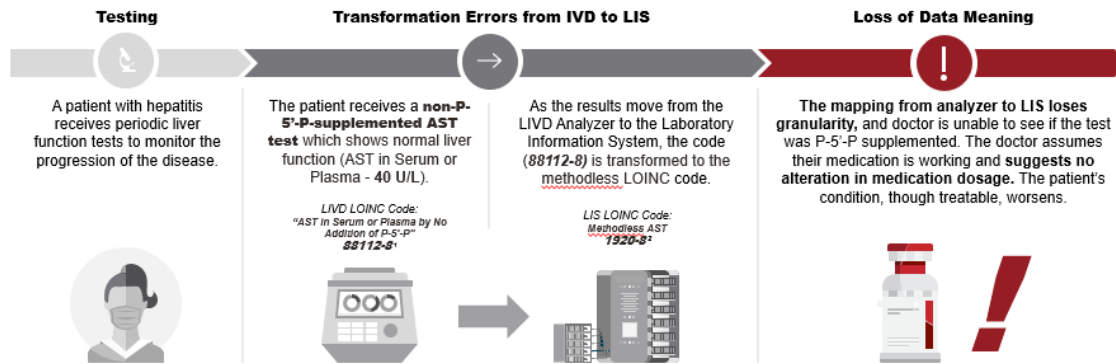 Testing
Transformation Errors from IVD to LIS
Loss of Data Meaning
A patient with hepatitis
receives periodic liver
function tests to monitor
the progression of the
disease.
The patient receives a non-P-
5’-P-supplemented AST
test which shows normal liver
function (AST in Serum or
Plasma - 40 U/L).
LIVD LOINC Code:
“AST in Serum or Plasma by No
Addition of P-5’-P”
88112-8¹
As the results move from the
LIVD Analyzer to the Laboratory
Information System, the code
(88112-8) is transformed to the
methodless LOINC code.
LIS LOINC Code:
Methodless AST
1920-8²
The mapping from analyzer to LIS loses
granularity, and doctor is unable to see if the test
was P-5’-P supplemented. The doctor assumes
their medication is working and suggests no
alteration in medication dosage. The patient’s
condition, though treatable, worsens.